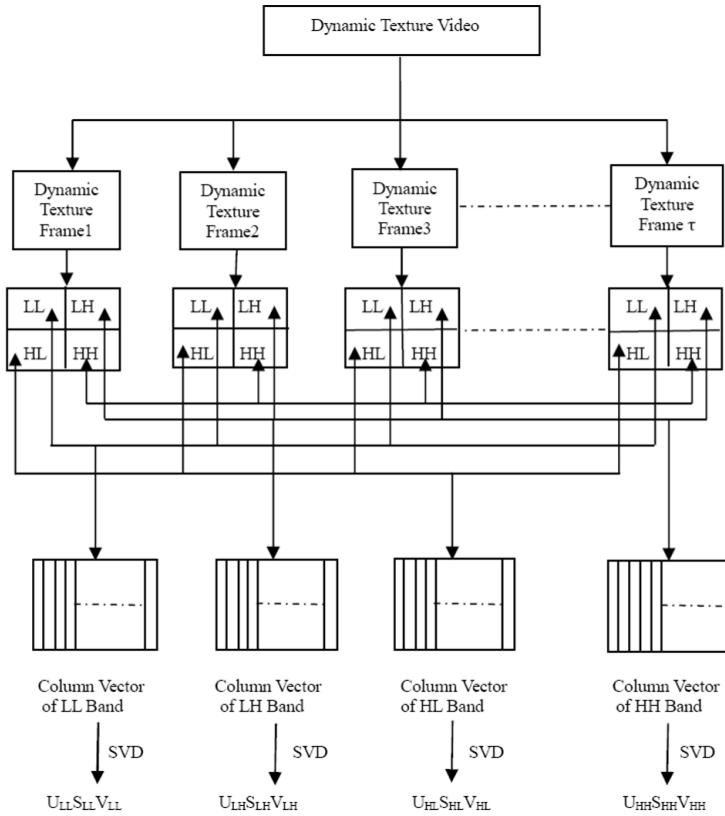 Dynamic Texture Video
Dynamic
Texture
Frame1
Dynamic
Texture
Frame2
Dynamic
Texture
Frame3
Dynamic
Texture
Frame τ
LL LH
HL HH
LL LH
HL HH
LL LH
HL HH
LL LH
HL HH
Column Vector
of LL Band
Column Vector
of LH Band
Column Vector
of HL Band
Column Vector
of HH Band
SVD
SVD
SVD
SVD
ULLSLLVLL
ULHSLHVLH
UHLSHLVHL
UHHSHHVHH